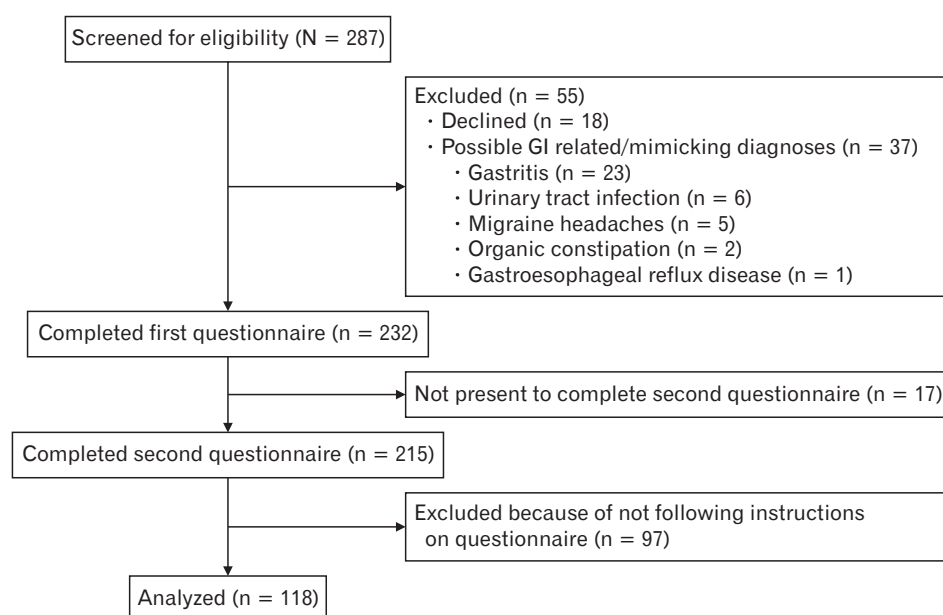 Screened for eligibility (N = 287)
Excluded (n = 55)
· Declined (n = 18)
· Possible GI related/mimicking diagnoses (n = 37)
· Gastritis (n = 23)
· Urinary tract infection (n = 6)
· Migraine headaches (n = 5)
· Organic constipation (n = 2)
· Gastroesophageal reflux disease (n = 1)
Completed first questionnaire (n = 232)
Not present to complete second questionnaire (n = 17)
Completed second questionnaire (n = 215)
Excluded because of not following instructions
on questionnaire (n = 97)
Analyzed (n = 118)